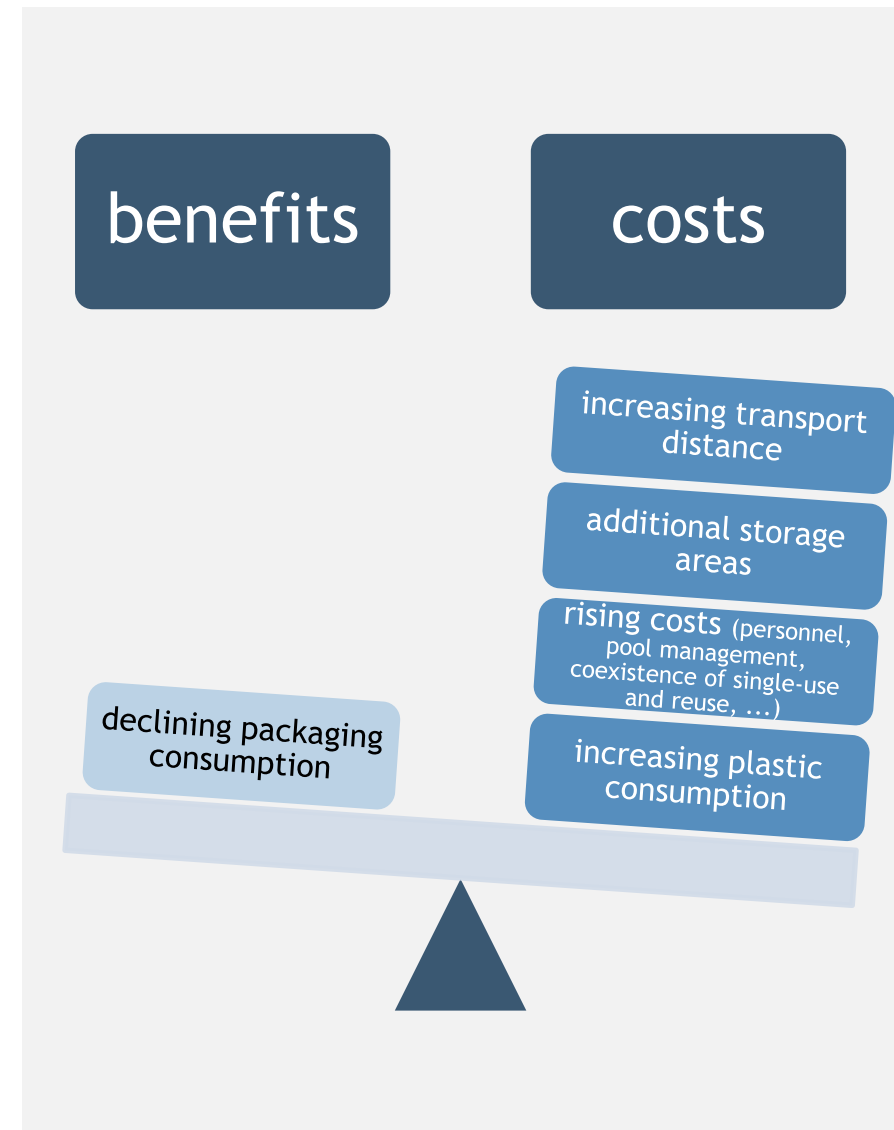 benefits
costs
increasing transport
distance
additional storage
areas
rising costs (personnel,
pool management,
coexistence of single-use
and reuse, ...)
declining packaging
consumption
increasing plastic
consumption